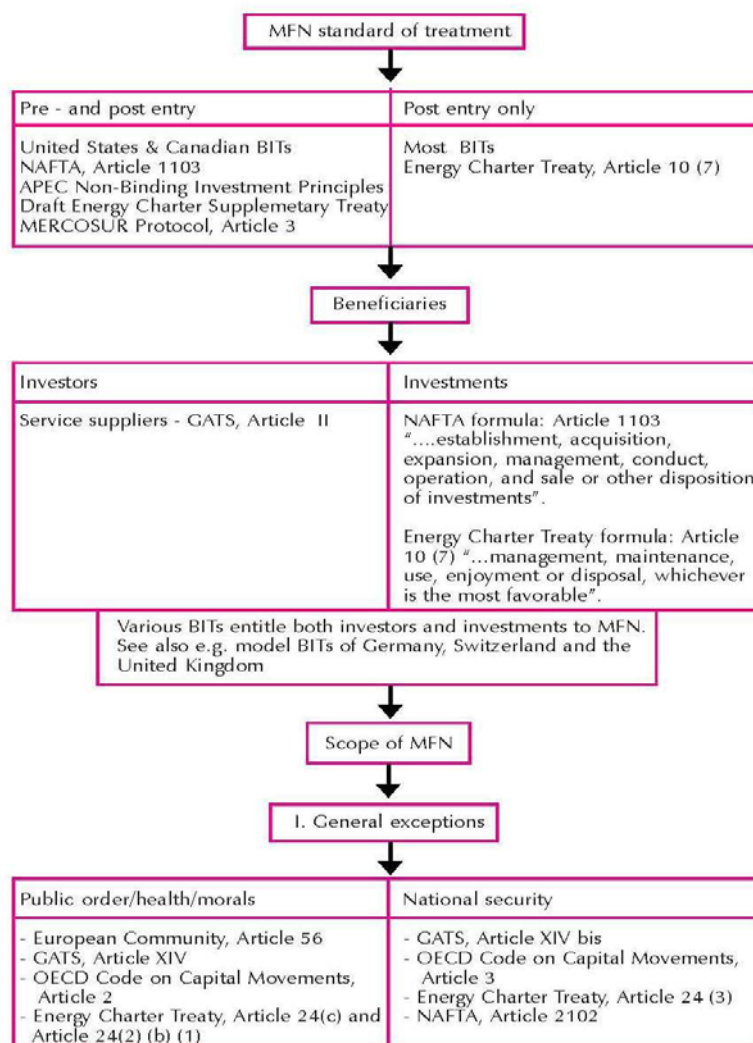 MFN standard of treatment
Pre - and post entry
United States & Canadian BITs
NAFTA, Article 1103
APEC Non-Binding Investment Principles
Draft Energy Charter Supplemetary Treaty
MERCOSUR Protocol, Article 3
Post entry only
Most BITs
Energy Charter Treaty, Article 10 (7)
Beneficiaries
Investors
Service suppliers - GATS, Article II
Investments
NAFTA formula: Article 1103
“....establishment, acquisition,
expansion, management, conduct,
operation, and sale or other disposition
of investments”.
Energy Charter Treaty formula: Article
10 (7) “...management, maintenance,
use, enjoyment or disposal, whichever
is the most favorable”.
Various BITs entitle both investors and investments to MFN.
See also e.g. model BITs of Germany, Switzerland and the
United Kingdom
Scope of MFN
I. General exceptions
Public order/health/morals
- European Community, Article 56
- GATS, Article XIV
- OECD Code on Capital Movements,
Article 2
- Energy Charter Treaty, Article 24(c) and
Article 24(2) (b) (1)
National security
- GATS, Article XIV bis
- OECD Code on Capital Movements,
Article 3
- Energy Charter Treaty, Article 24 (3)
- NAFTA, Article 2102